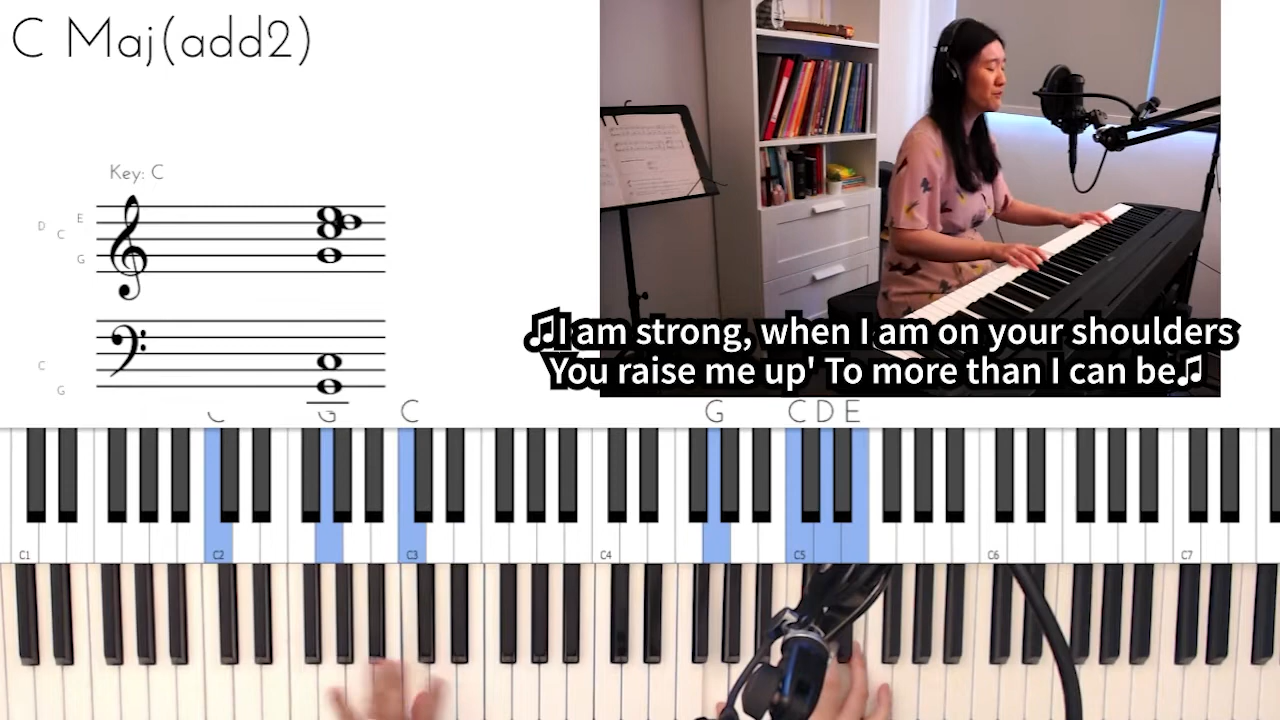 C Maj(add2)
Key: C
D
E
C
G
C
G
♫I am strong, when I am on your shoulders
You raise me up' To more than I can be♫
C
G
C
G
C
D
E
C1
C2
C3
C4
C5
C6
C7